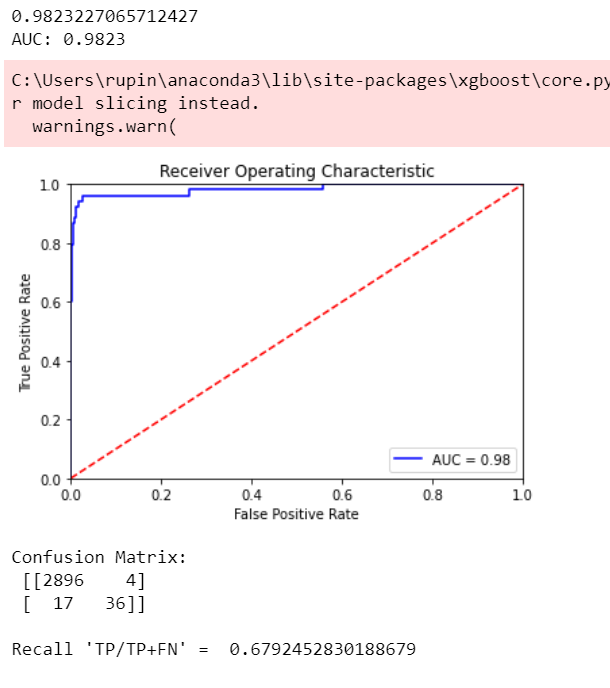 0.9823227065712427
AUC: 0.9823
C:\Users\rupin\anaconda3\lib\site-packages\xgboost\core.py
r model slicing instead.
warnings.warn(
Receiver Operating Characteristic
1.0
0.8
0.6
0.4
0.2
0.0
True Positive Rate
AUC = 0.98
0.0 0.2 0.4 0.6 0.8 1.0
False Positive Rate
Confusion Matrix:
[[2896 4]
[ 17 36]]
Recall 'TP/TP+FN' = 0.6792452830188679